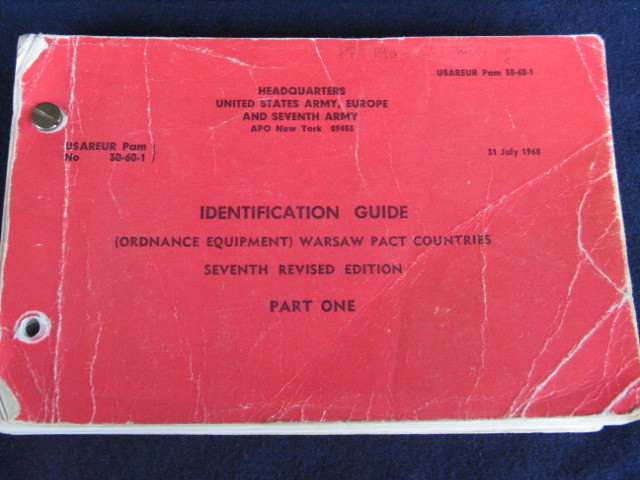 USAREUR Pam 30-60-1
HEADQUARTERS
UNITED STATES ARMY, EUROPE
AND SEVENTH ARMY
APO New York 09403
USAREUR Pam
No 30-60-1
31 July 1968
IDENTIFICATION GUIDE
(ORDNANCE EQUIPMENT) WARSAW PACT COUNTRIES
SEVENTH REVISED EDITION
PART ONE